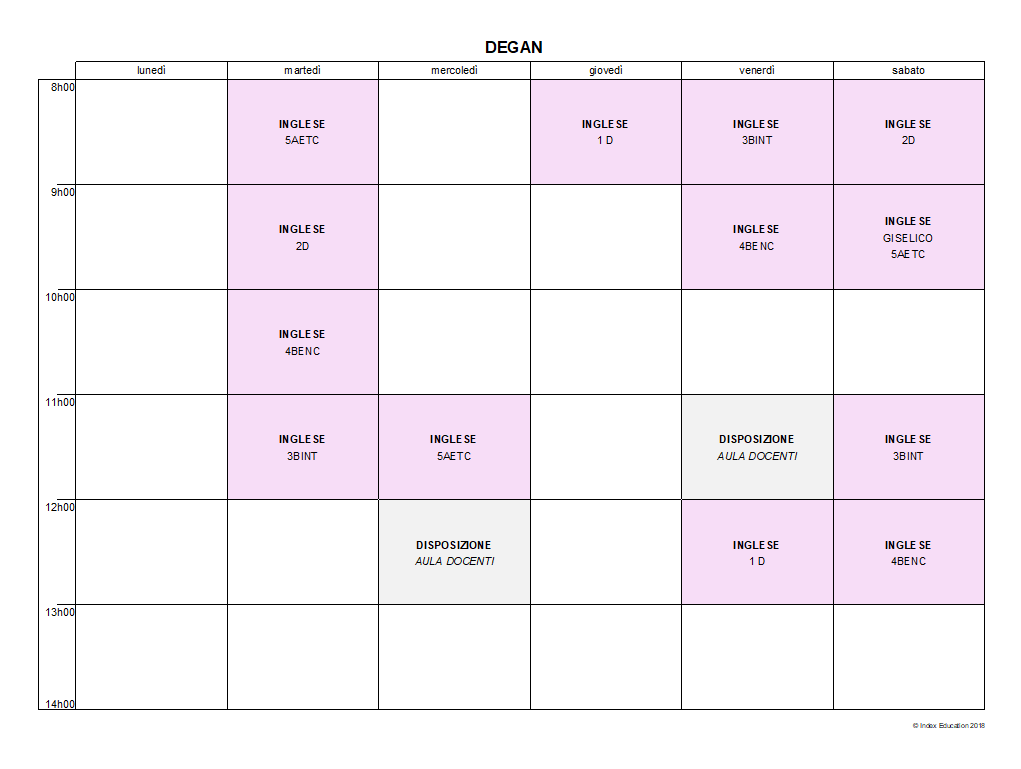 DEGAN
lunedì martedì mercoledì giovedì venerdì sabato
8h00
INGLESE INGLESE INGLESE INGLESE
5AETC 1 D 3BINT 2D
9h00
INGLESE INGLESE INGLESE
2D 4BENC GISELICO
5AETC
10h00
INGLESE
4BENC
11h00
INGLESE INGLESE DISPOSIZIONE INGLESE
3BINT 5AETC AULA DOCENTI 3BINT
12h00
DISPOSIZIONE INGLESE INGLESE
AULA DOCENTI 1 D 4BENC
13h00
14h00
© Index Education 2018